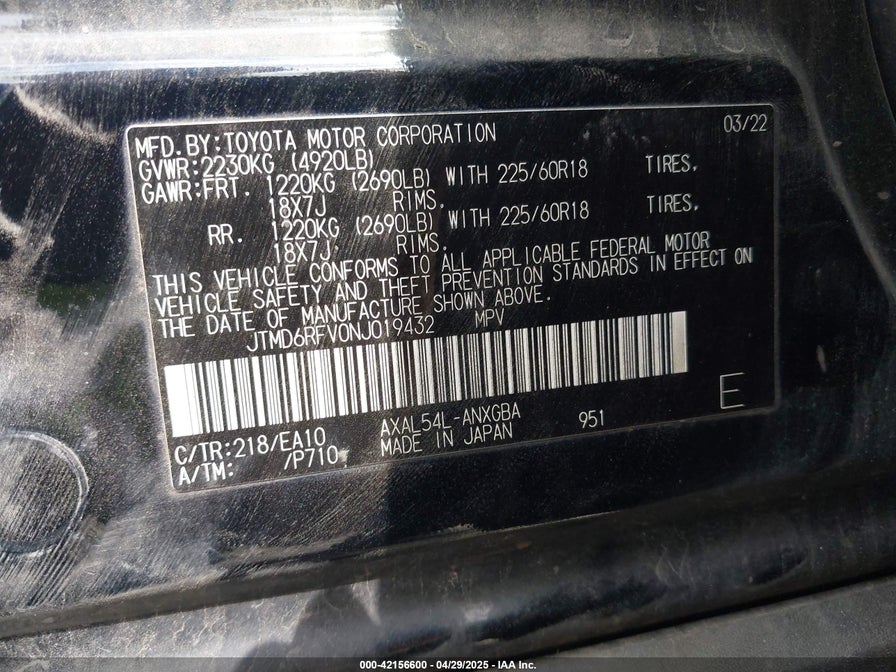 03/22
MFD.BY:TOYOTA MOTOR CORPORATION
GVWR:2230KG (4920LB)
GAWR:FRT. 1220KG (2690LB) WITH 225/60R18 TIRES,
18X7J RIMS,
RR. 1220KG (2690LB) WITH 225/60R18 TIRES,
18X7J RIMS.
THIS VEHICLE CONFORMS TO ALL APPLICABLE FEDERAL MOTOR
VEHICLE SAFETY AND THEFT PREVENTION STANDARDS IN EFFECT ON
THE DATE OF MANUFACTURE SHOWN ABOVE.
JTMD6RFV0NJ019432 MPV
E
C/TR:218/EA10 AXAL54L-ANXGBA 951
A/TM: /P710 MADE IN JAPAN
000-42156600 - 04/29/2025 - IAA Inc.